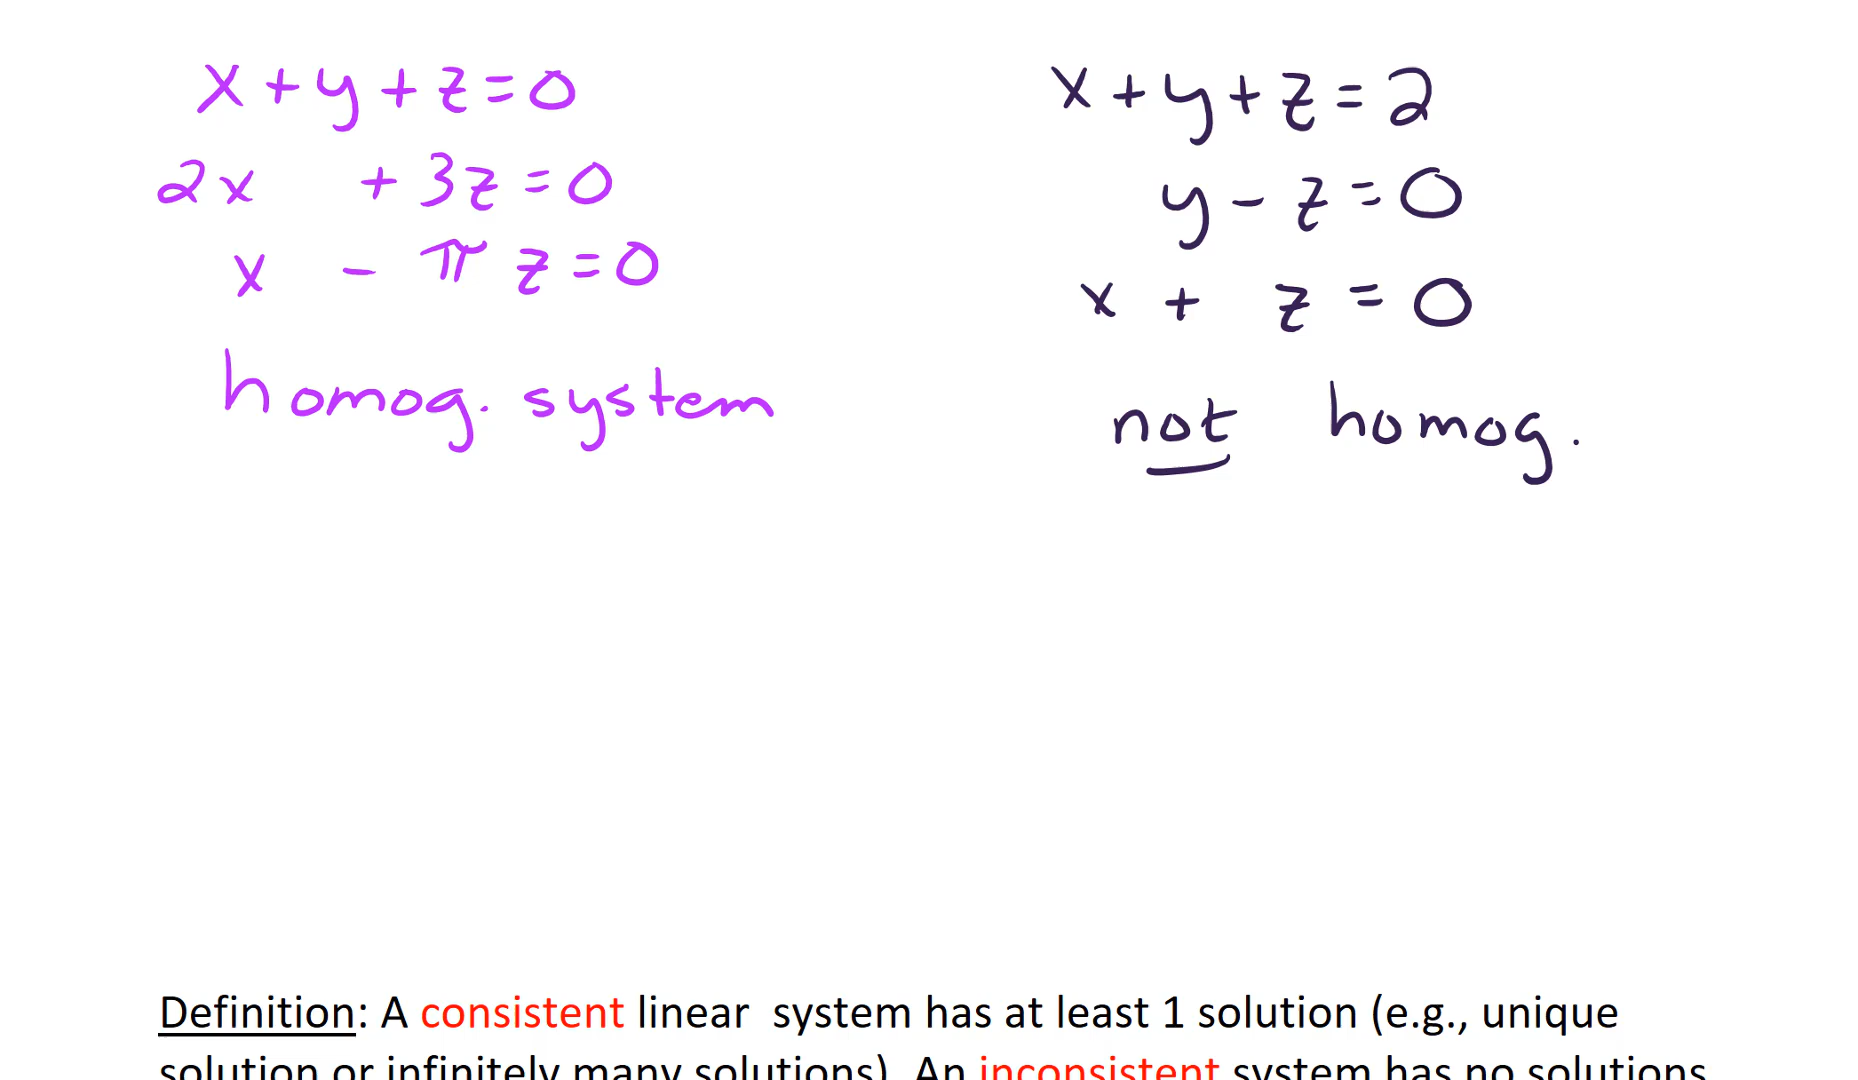 x + y + z = 0
2x + 3z = 0
x - π z = 0
homog. system
x + y + z = 2
y - z = 0
x + z = 0
not homog.
Definition: A consistent linear system has at least 1 solution (e.g., unique
solution or infinitely many solutions). An inconsistent system has no solutions